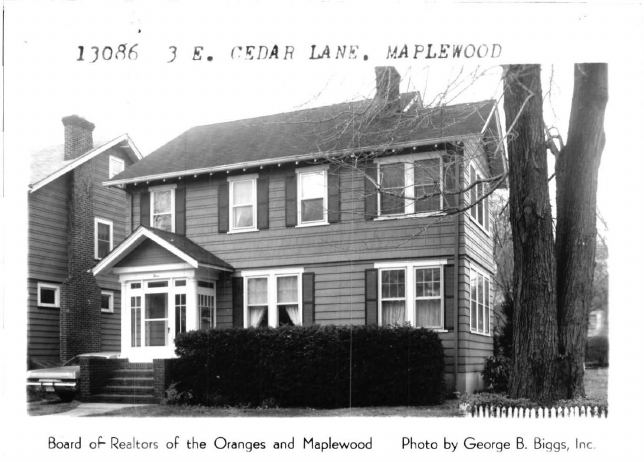 13086 3 E. CEDAR LANE. MAPLEWOOD
Board of Realtors of the Oranges and Maplewood Photo by George B. Biggs, Inc.